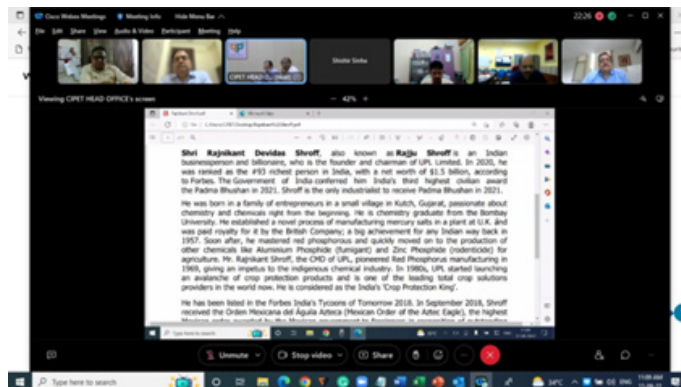 Cisco Webex Meetings Meeting Info Hide Menu Bar
22:26
File Edit Share View Audio & Video Participant Meeting Help
Shishir Sinha
CIPET HEAD O
Viewing CIPET HEAD OFFICE's screen
42%
Shri Rajnikant Devidas Shroff, also known as Rajju Shroff is an Indian
businessperson and billionaire, who is the founder and chairman of UPL Limited. In 2020, he
was ranked as the #93 richest person in India, with a net worth of $1.5 billion, according
to Forbes. The Government of India conferred him India's third highest civilian award
the Padma Bhushan in 2021. Shroff is the only industrialist to receive Padma Bhushan in 2021.
He was born in a family of entrepreneurs in a small village in Kutch, Gujarat, passionate about
chemistry and chemicals right from the beginning. He is chemistry graduate from the Bombay
University. He established a novel process of manufacturing mercury salts in a plant at U.K. and
was paid royalty for it by the British Company; a big achievement for any Indian way back in
1957. Soon after, he mastered red phosphorous and quickly moved on to the production of
other chemicals like Aluminium Phosphide (fumigant) and Zinc Phosphide (rodenticide) for
agriculture. Mr. Rajnikant Shroff, the CMD of UPL, pioneered Red Phosphorus manufacturing in
1969, giving an impetus to the indigenous chemical industry. In 1980s, UPL started launching
an avalanche of crop protection products and is one of the leading total crop solutions
providers in the world now. He is considered as the India's 'Crop Protection King'.
He has been listed in the Forbes India's Tycoons of Tomorrow 2018. In September 2018, Shroff
received the Orden Mexicana del Águila Azteca (Mexican Order of the Aztec Eagle), the highest
Type here to search
Unmute Stop video Share
Type here to search
34°C
11:09 AM